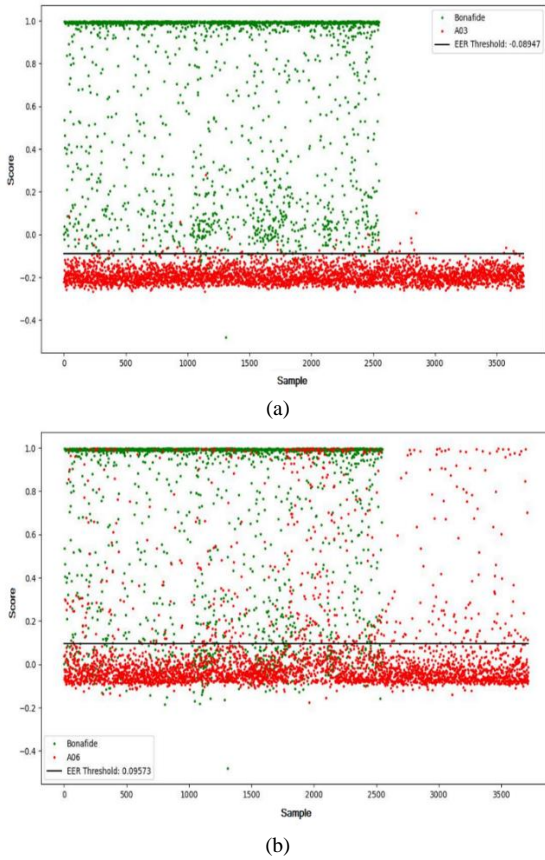 1.0
0.8
0.6
0.4
0.2
0.0
−0.2
−0.4
Score
Bonafide
A03
EER Threshold: -0.08947
0 500 1000 1500 2000 2500 3000 3500
Sample
(a)
1.0
0.8
0.6
0.4
0.2
0.0
−0.2
−0.4
Score
Bonafide
A06
EER Threshold: 0.09573
0 500 1000 1500 2000 2500 3000 3500
Sample
(b)